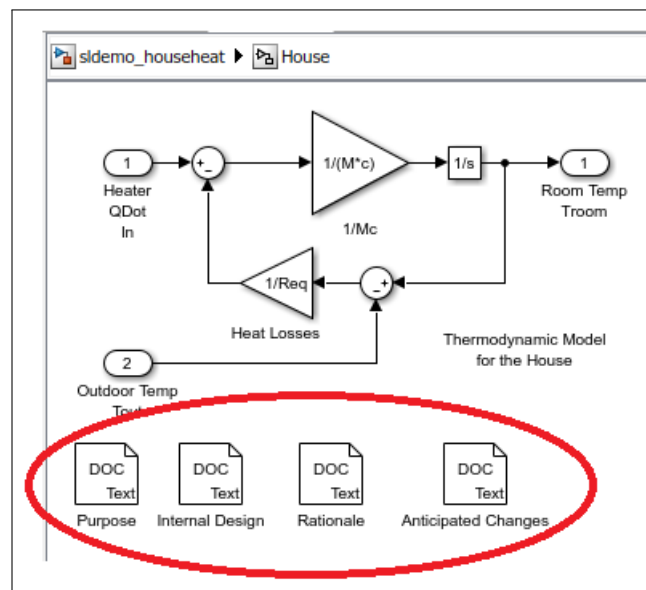 sldemo_househeat ▶ House
1
Heater
QDot
In
+
−
1/(M*c)
1/Mc
1/s
1
Room Temp
Troom
1/Req
Heat Losses
−
+
Thermodynamic Model
for the House
2
Outdoor Temp
DOC
Text
Purpose
DOC
Text
Internal Design
DOC
Text
Rationale
DOC
Text
Anticipated Changes